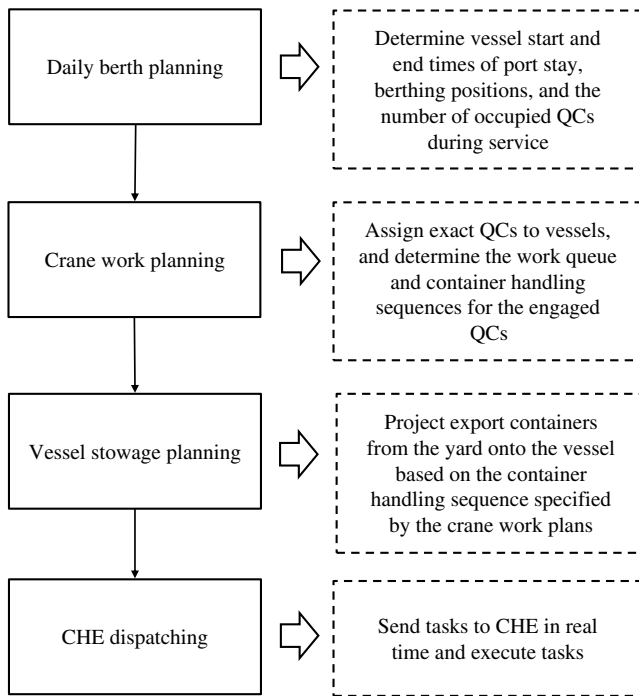 Daily berth planning
Determine vessel start and
end times of port stay,
berthing positions, and the
number of occupied QCs
during service
Crane work planning
Assign exact QCs to vessels,
and determine the work queue
and container handling
sequences for the engaged
QCs
Vessel stowage planning
Project export containers
from the yard onto the vessel
based on the container
handling sequence specified
by the crane work plans
CHE dispatching
Send tasks to CHE in real
time and execute tasks